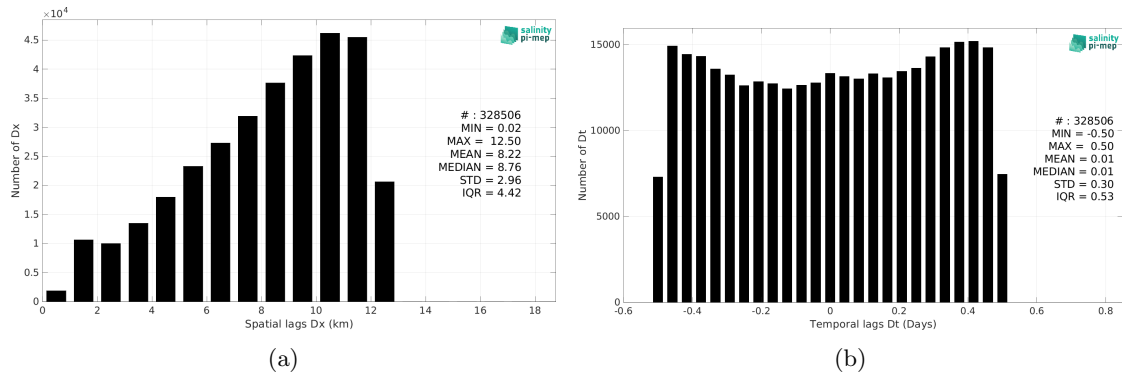 ×10⁴
4.5
4
3.5
3
2.5
2
1.5
1
0.5
0
0 2 4 6 8 10 12 14 16 18
Number of Dx
Spatial lags Dx (km)
salinity
pi-mep
# : 328506
MIN = 0.02
MAX = 12.50
MEAN = 8.22
MEDIAN = 8.76
STD = 2.96
IQR = 4.42
(a)
15000
10000
5000
0
-0.6 -0.4 -0.2 0 0.2 0.4 0.6 0.8
Number of Dt
Temporal lags Dt (Days)
salinity
pi-mep
# : 328506
MIN = -0.50
MAX = 0.50
MEAN = 0.01
MEDIAN = 0.01
STD = 0.30
IQR = 0.53
(b)